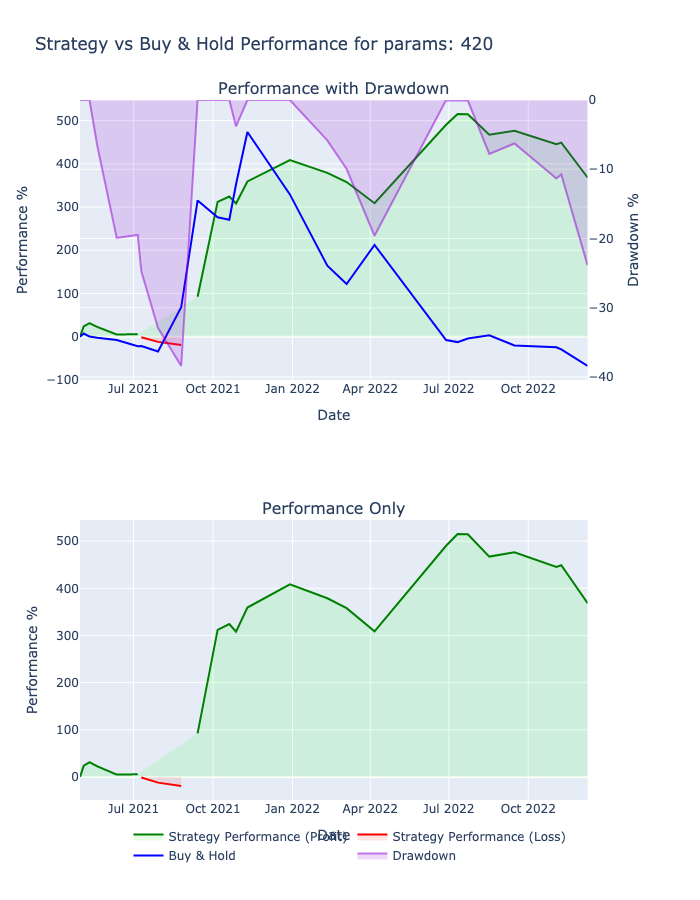 Strategy vs Buy & Hold Performance for params: 420
Performance with Drawdown
500
400
300
200
100
0
−100
Performance %
0
−10
−20
−30
−40
Drawdown %
Jul 2021 Oct 2021 Jan 2022 Apr 2022 Jul 2022 Oct 2022
Date
Performance Only
500
400
300
200
100
0
Performance %
Jul 2021 Oct 2021 Jan 2022 Apr 2022 Jul 2022 Oct 2022
Date
Strategy Performance (Profit) Strategy Performance (Loss)
Buy & Hold Drawdown